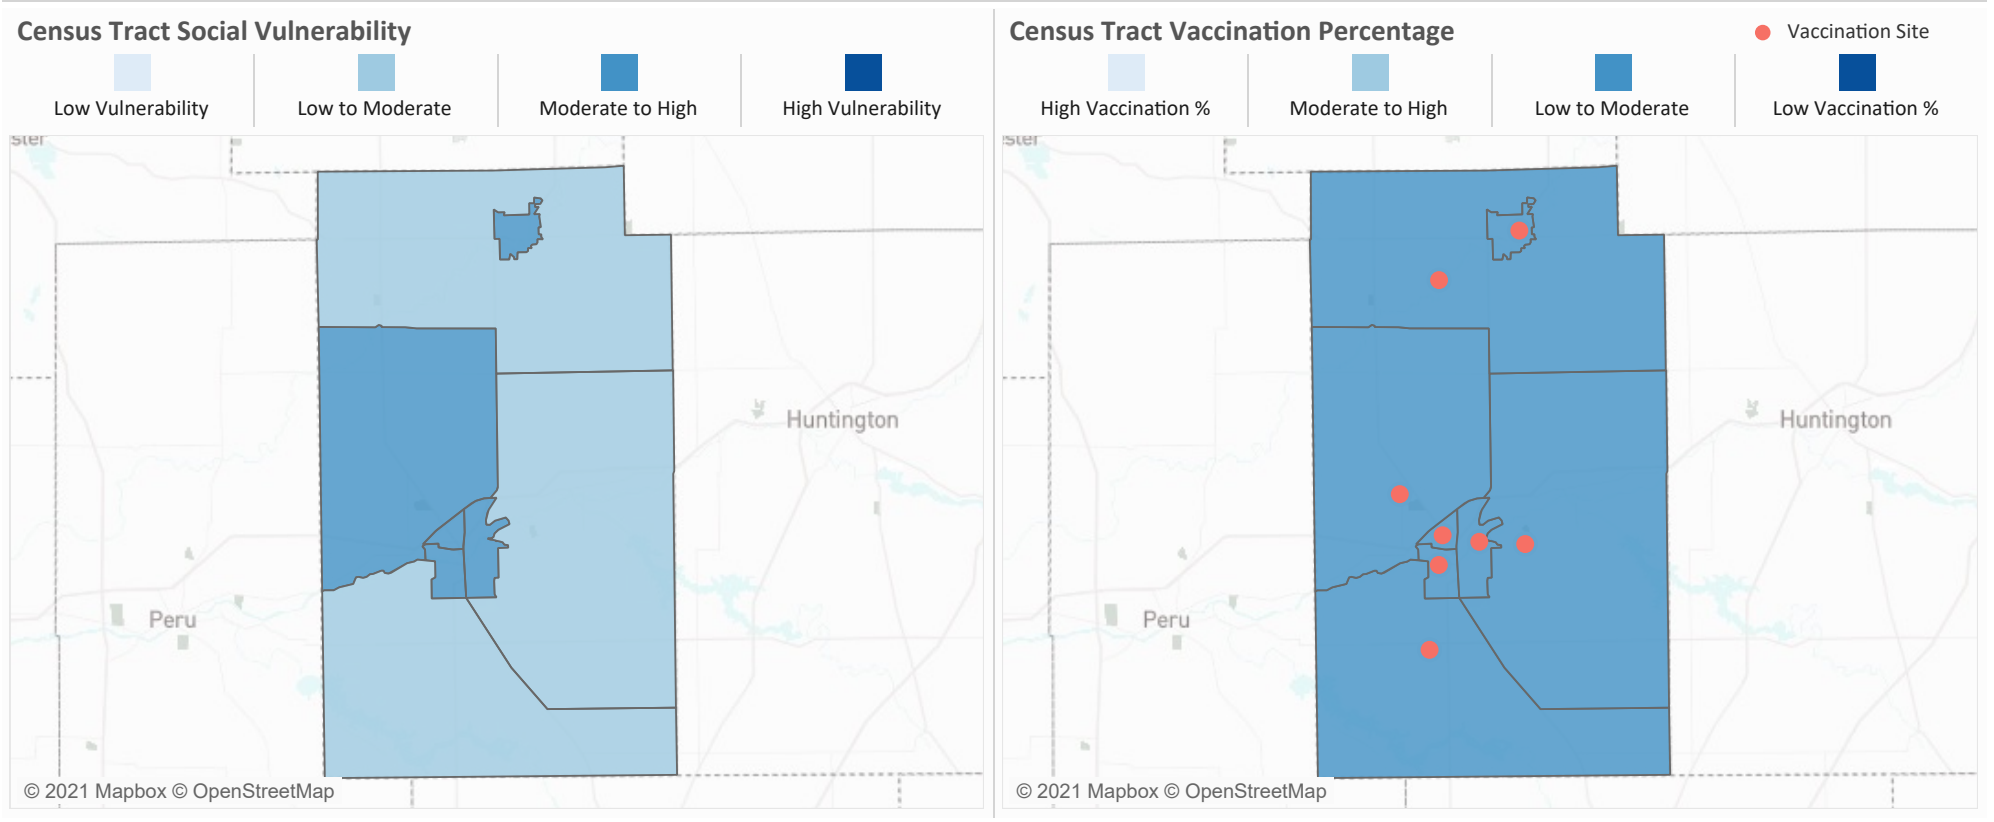 Census Tract Social Vulnerability
Low Vulnerability
Low to Moderate
Moderate to High
High Vulnerability
ster
Huntington
Peru
© 2021 Mapbox © OpenStreetMap
Census Tract Vaccination Percentage
Vaccination Site
High Vaccination %
Moderate to High
Low to Moderate
Low Vaccination %
ster
Huntington
Peru
© 2021 Mapbox © OpenStreetMap